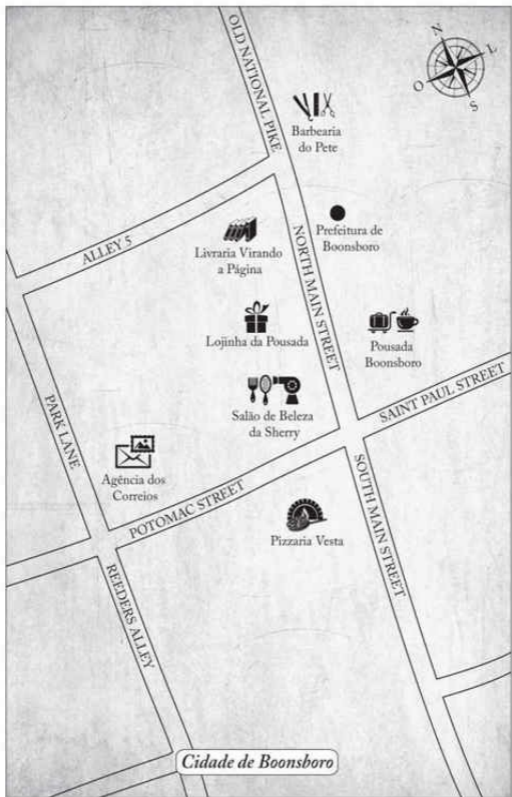 N
L
O
S
OLD NATIONAL PIKE
Barbearia
do Pete
ALLEY 5
Livraria Virando
a Página
NORTH MAIN STREET
Prefeitura de
Boonsboro
Lojinha da Pousada
Pousada
Boonsboro
PARK LANE
Salão de Beleza
da Sherry
SAINT PAUL STREET
Agência dos
Correios
POTOMAC STREET
SOUTH MAIN STREET
Pizzaria Vesta
REEDERS ALLEY
Cidade de Boonsboro